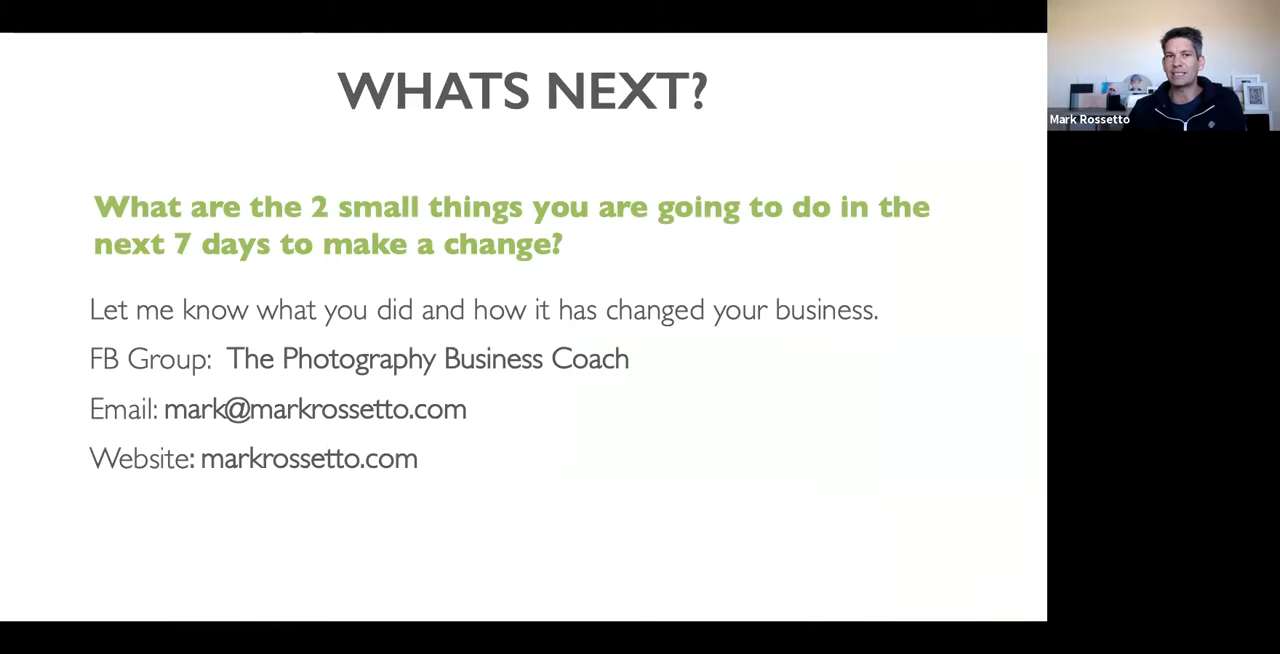 WHATS NEXT?
Mark Rossetto
What are the 2 small things you are going to do in the
next 7 days to make a change?
Let me know what you did and how it has changed your business.
FB Group: The Photography Business Coach
Email: mark@markrossetto.com
Website: markrossetto.com